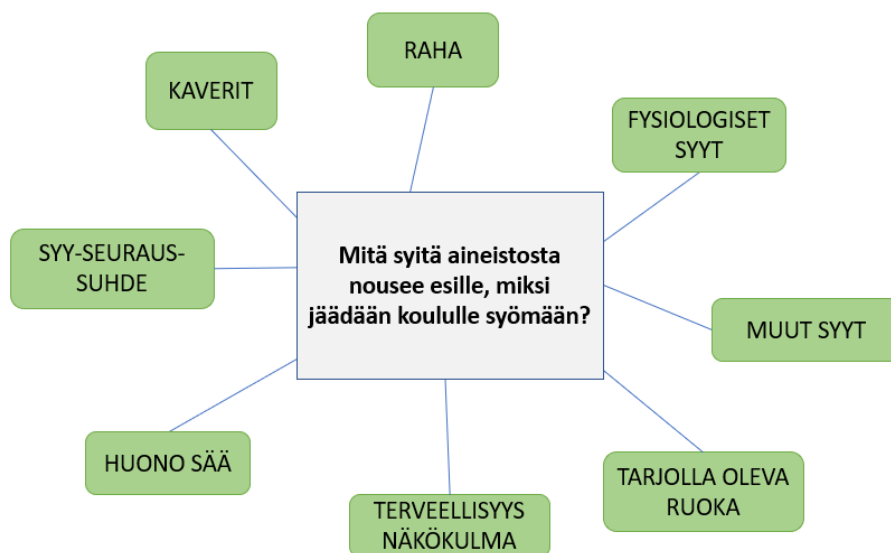 RAHA
KAVERIT
FYSIOLOGISET
SYYT
SYY-SEURAUS-
SUHDE
Mitä syitä aineistosta
nousee esille, miksi
jäädään koululle syömään?
MUUT SYYT
HUONO SÄÄ
TARJOLLA OLEVA
RUOKA
TERVEELLISYYS
NÄKÖKULMA